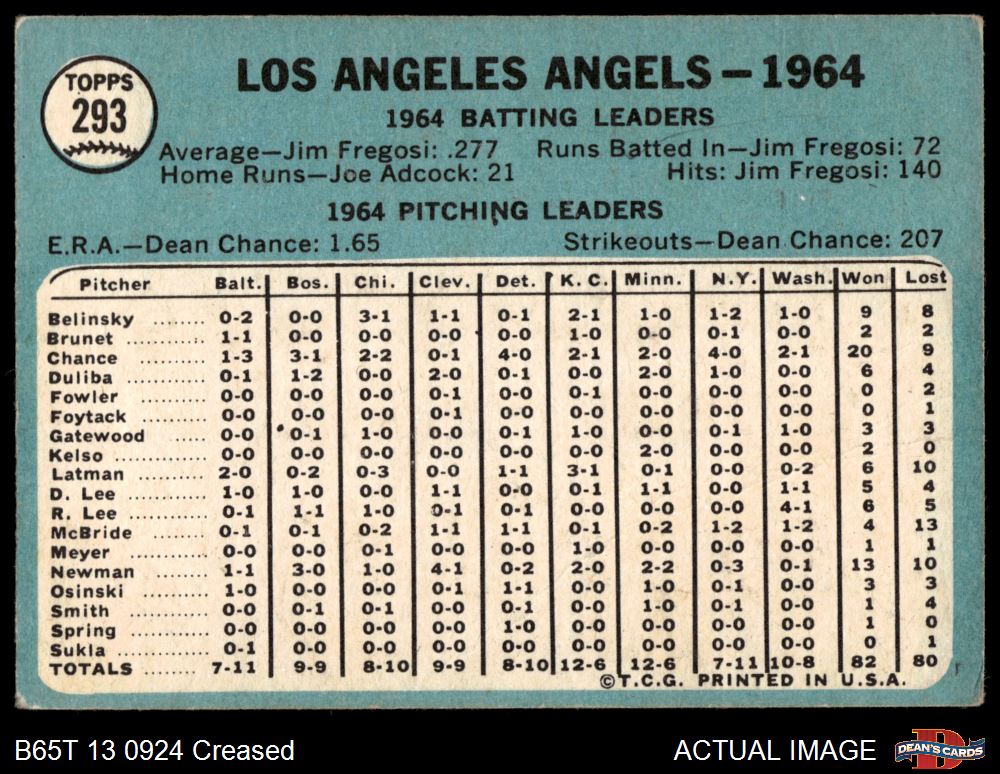 LOS ANGELES ANGELS – 1964
TOPPS
293
1964 BATTING LEADERS
Average—Jim Fregosi: .277 Runs Batted In—Jim Fregosi: 72
Home Runs—Joe Adcock: 21 Hits: Jim Fregosi: 140
1964 PITCHING LEADERS
E.R.A.—Dean Chance: 1.65 Strikeouts—Dean Chance: 207
Pitcher Balt. Bos. Chi. Clev. Det. K.C. Minn. N.Y. Wash. Won Lost
Belinsky ........ 0-2 0-0 3-1 1-1 0-1 2-1 1-0 1-2 1-0 9 8
Brunet ............ 1-1 0-0 0-0 0-0 0-0 1-0 0-0 0-1 0-0 2 2
Chance ............ 1-3 3-1 2-2 0-1 4-0 2-1 2-0 4-0 2-1 20 9
Duliba ............ 0-1 1-2 0-0 2-0 0-1 0-0 2-0 1-0 0-0 6 4
Fowler ............ 0-0 0-0 0-0 0-1 0-0 0-0 0-1 0-0 0-0 0 2
Foytack .......... 0-0 0-0 0-0 0-1 0-0 0-0 0-0 0-0 0-0 0 1
Gatewood ...... 0-0 0-1 1-0 0-0 0-1 1-0 0-0 0-1 1-0 3 3
Kelso .............. 0-0 0-0 0-0 0-0 0-0 0-0 2-0 0-0 0-0 2 0
Latman .......... 2-0 0-2 0-3 0-0 1-1 3-1 0-1 0-0 0-2 6 10
D. Lee ............ 1-0 1-0 0-0 1-1 0-0 0-1 1-1 0-0 1-1 5 4
R. Lee ............ 0-1 1-1 1-0 0-1 0-1 0-0 0-0 0-0 4-1 6 5
McBride .......... 0-1 0-1 0-2 1-1 1-1 0-1 0-2 1-2 1-2 4 13
Meyer ............ 0-0 0-0 0-1 0-0 0-0 1-0 0-0 0-0 0-0 1 1
Newman ........ 1-1 3-0 1-0 4-1 0-2 2-0 2-2 0-3 0-1 13 10
Osinski .......... 1-0 0-0 0-0 0-1 1-1 0-0 1-0 0-1 0-0 3 3
Smith ............ 0-0 0-1 0-1 0-0 0-1 0-0 1-0 0-1 0-0 1 4
Spring ............ 0-0 0-0 0-0 0-0 1-0 0-0 0-0 0-0 0-0 1 0
Sukla .............. 0-1 0-0 0-0 0-0 0-0 0-0 0-0 0-0 0-0 0 1
TOTALS ........ 7-11 9-9 8-10 9-9 8-10 12-6 12-6 7-11 10-8 82 80
©T.C.G. PRINTED IN U.S.A.
B65T 13 0924 Creased ACTUAL IMAGE DEAN'S CARDS